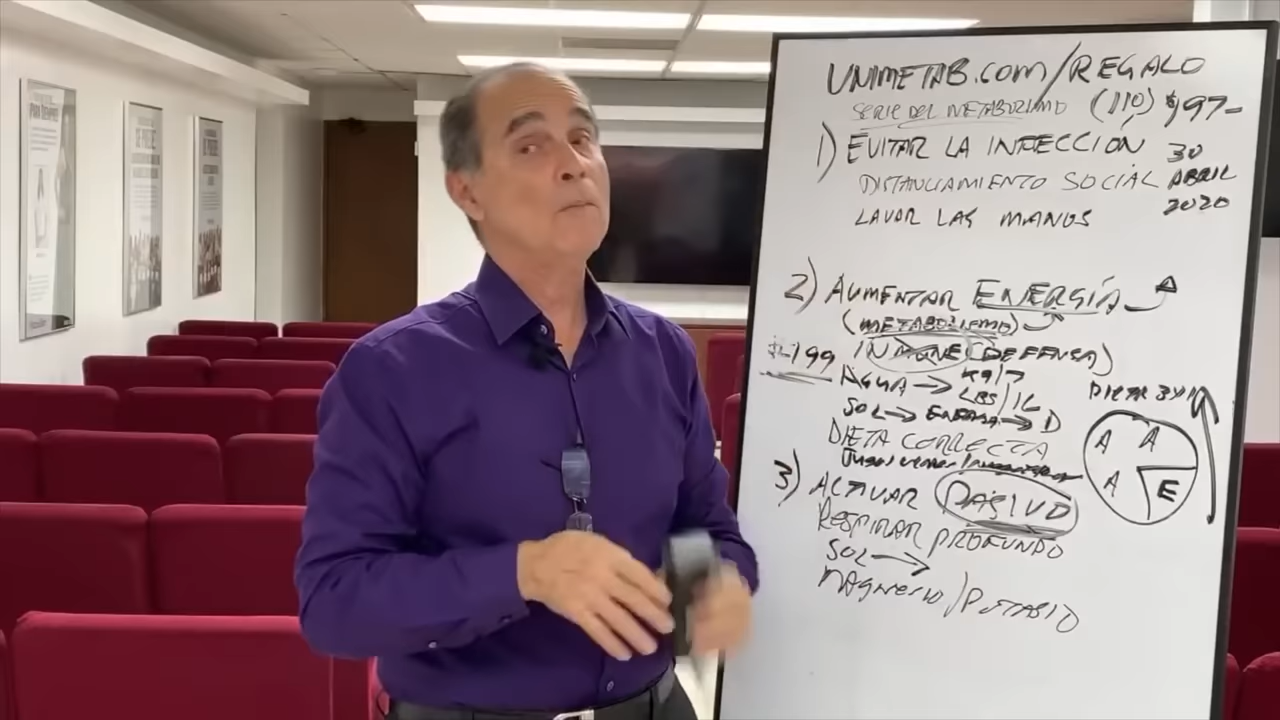 UNIMETAB.COM/REGALO
SERIE DEL METABOLISMO (110) $97-
1) EVITAR LA INFECCIÓN 30
DISTANCIAMIENTO SOCIAL ABRIL
LAVAR LAS MANOS 2020
2) AUMENTAR ENERGÍA
(METABOLISMO)
(DEFENSA)
199
AGUA → KG/7
LBS/16
SOL → ENERGÍA → D
DIETA 3X1
DIETA CORRECTA
A A
A E
3) ACTIVAR PASIVO
RESPIRAR PROFUNDO
SOL →
MAGNESIO/POTASIO